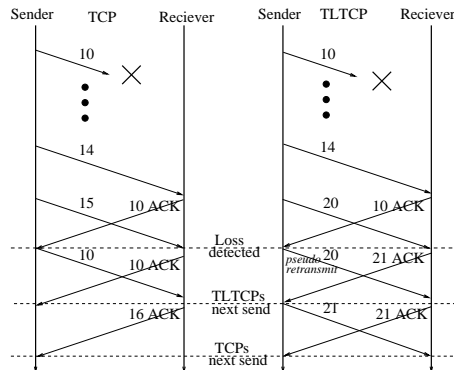 Sender TCP Reciever Sender TLTCP Reciever
10 10
14 14
15 20
10 ACK 10 ACK
Loss
detected
10 10 ACK pseudo 20 21 ACK
retransmit
TLTCPs
next send
16 ACK 21 21 ACK
TCPs
next send